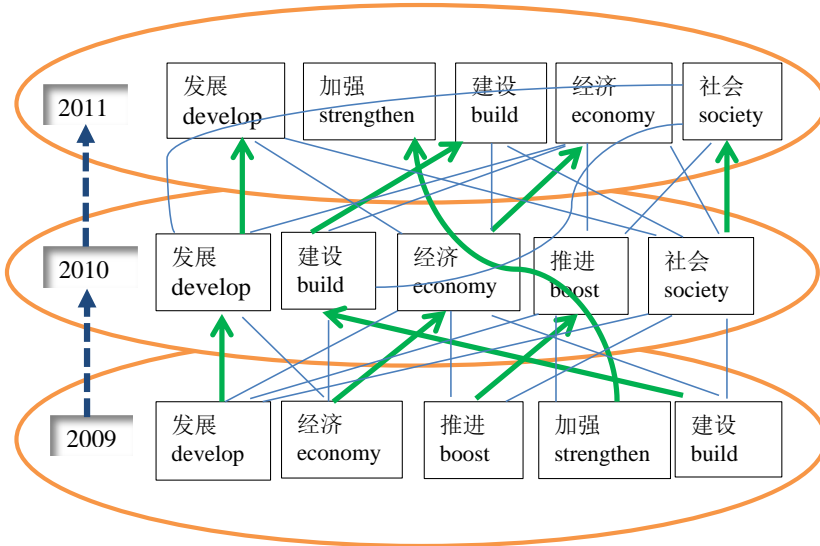 2011
发展
develop
加强
strengthen
建设
build
经济
economy
社会
society
2010
发展
develop
建设
build
经济
economy
推进
boost
社会
society
2009
发展
develop
经济
economy
推进
boost
加强
strengthen
建设
build